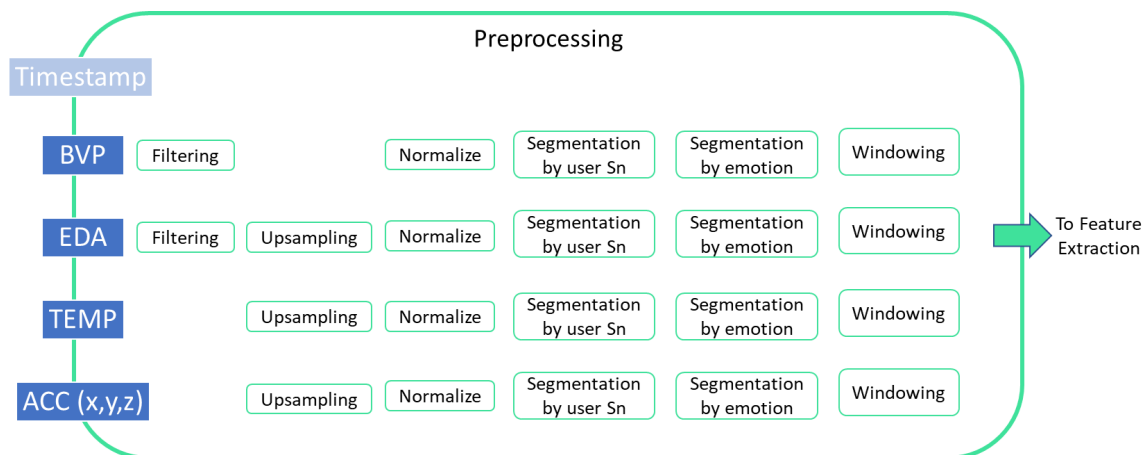 Preprocessing
Timestamp
BVP
Filtering
Normalize
Segmentation
by user Sn
Segmentation
by emotion
Windowing
EDA
Filtering
Upsampling
Normalize
Segmentation
by user Sn
Segmentation
by emotion
Windowing
To Feature
Extraction
TEMP
Upsampling
Normalize
Segmentation
by user Sn
Segmentation
by emotion
Windowing
ACC (x,y,z)
Upsampling
Normalize
Segmentation
by user Sn
Segmentation
by emotion
Windowing